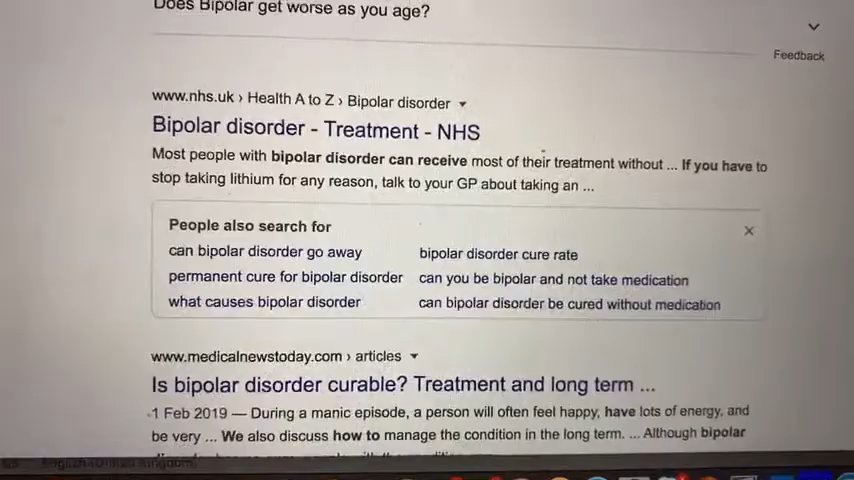 Does Bipolar get worse as you age?
Feedback
www.nhs.uk › Health A to Z › Bipolar disorder
Bipolar disorder - Treatment - NHS
Most people with bipolar disorder can receive most of their treatment without ... If you have to
stop taking lithium for any reason, talk to your GP about taking an ...
People also search for
can bipolar disorder go away
bipolar disorder cure rate
permanent cure for bipolar disorder
can you be bipolar and not take medication
what causes bipolar disorder
can bipolar disorder be cured without medication
www.medicalnewstoday.com › articles
Is bipolar disorder curable? Treatment and long term ...
1 Feb 2019 — During a manic episode, a person will often feel happy, have lots of energy, and
be very ... We also discuss how to manage the condition in the long term. ... Although bipolar
English (United Kingdom)